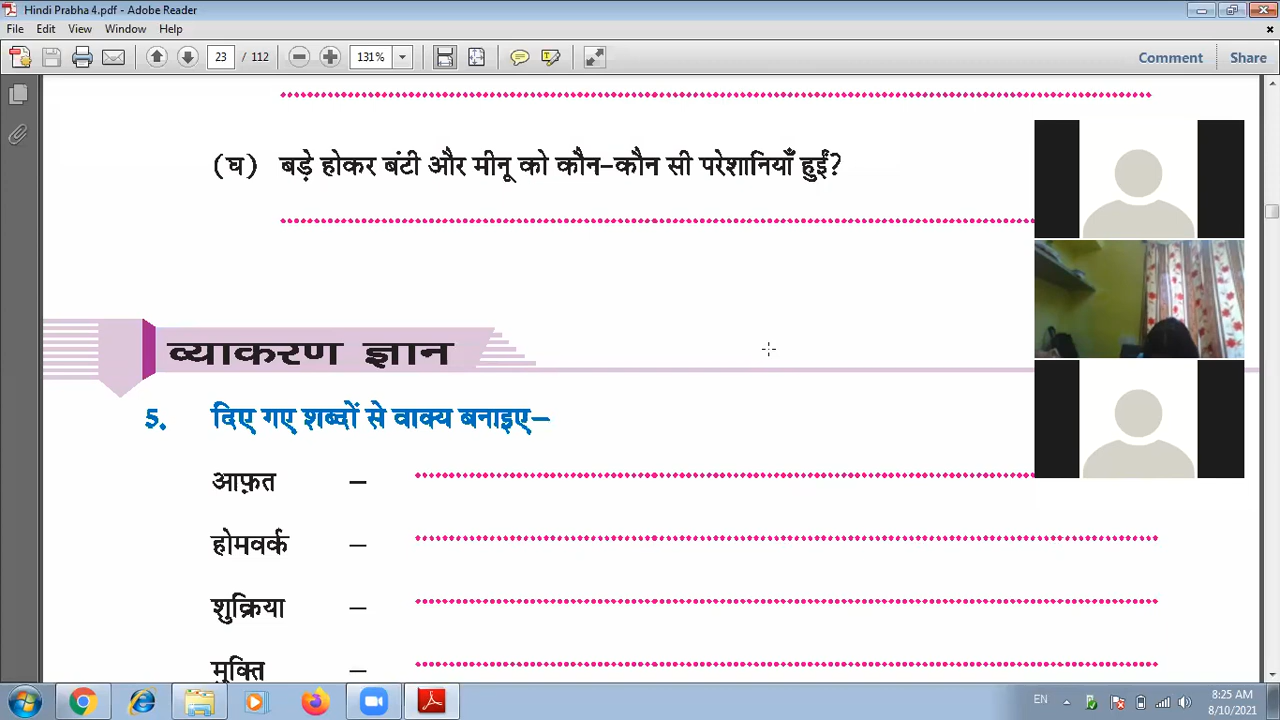 Hindi Prabha 4.pdf - Adobe Reader
File Edit View Window Help
23 / 112 131% Comment Share
(घ) बड़े होकर बंटी और मीनू को कौन-कौन सी परेशानियाँ हुईं?
व्याकरण ज्ञान
5. दिए गए शब्दों से वाक्य बनाइए–
आफ़त –
होमवर्क –
शुक्रिया –
मुक्ति –
EN 8:25 AM
8/10/2021